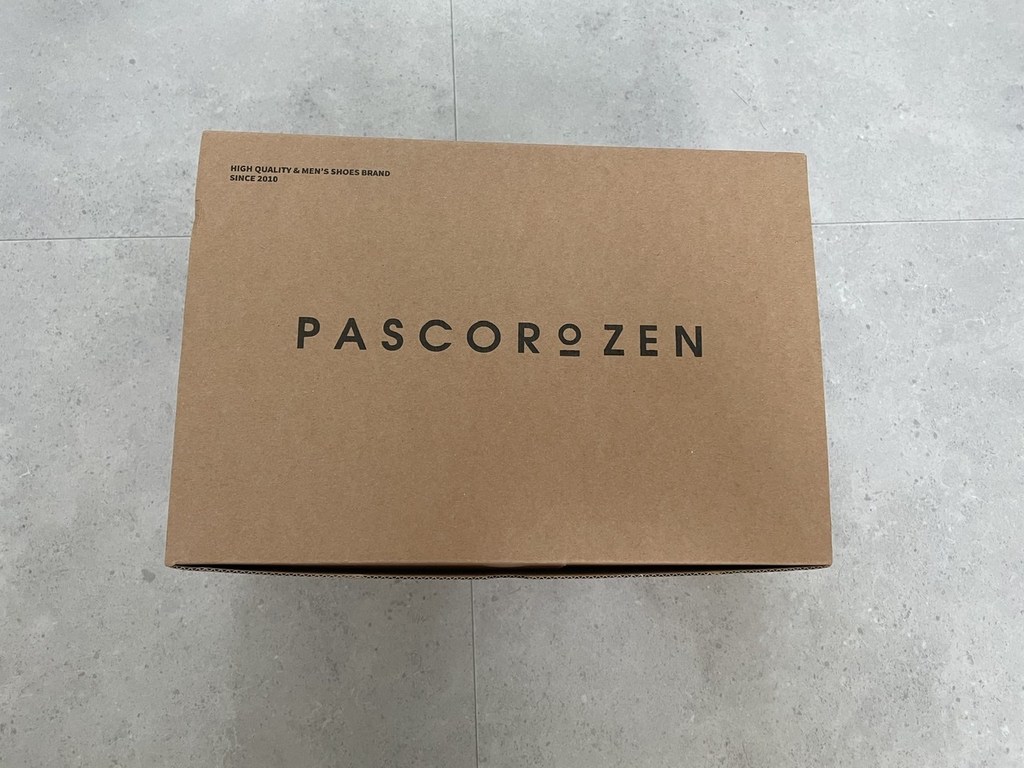 HIGH QUALITY & MEN'S SHOES BRAND
SINCE 2010
PASCOROZEN